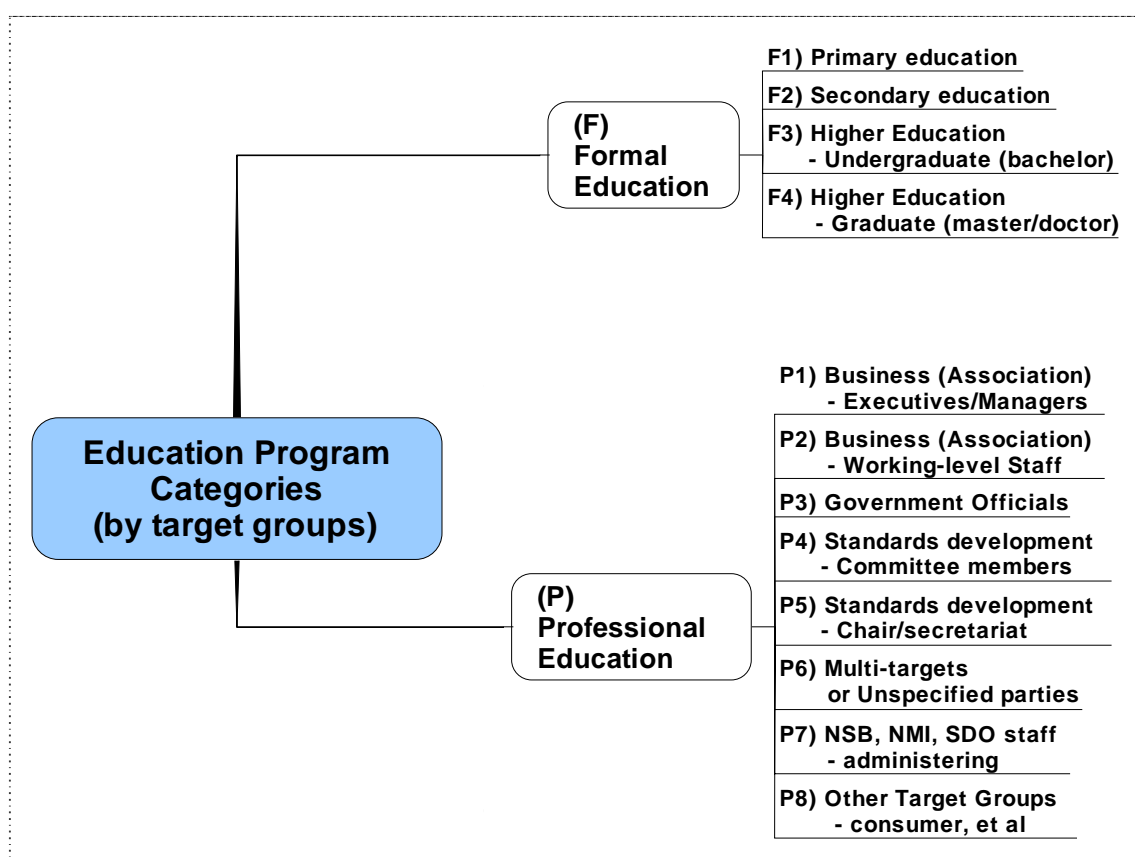 F1) Primary education
F2) Secondary education
(F)
Formal
Education
F3) Higher Education
- Undergraduate (bachelor)
F4) Higher Education
- Graduate (master/doctor)
Education Program
Categories
(by target groups)
(P)
Professional
Education
P1) Business (Association)
- Executives/Managers
P2) Business (Association)
- Working-level Staff
P3) Government Officials
P4) Standards development
- Committee members
P5) Standards development
- Chair/secretariat
P6) Multi-targets
or Unspecified parties
P7) NSB, NMI, SDO staff
- administering
P8) Other Target Groups
- consumer, et al